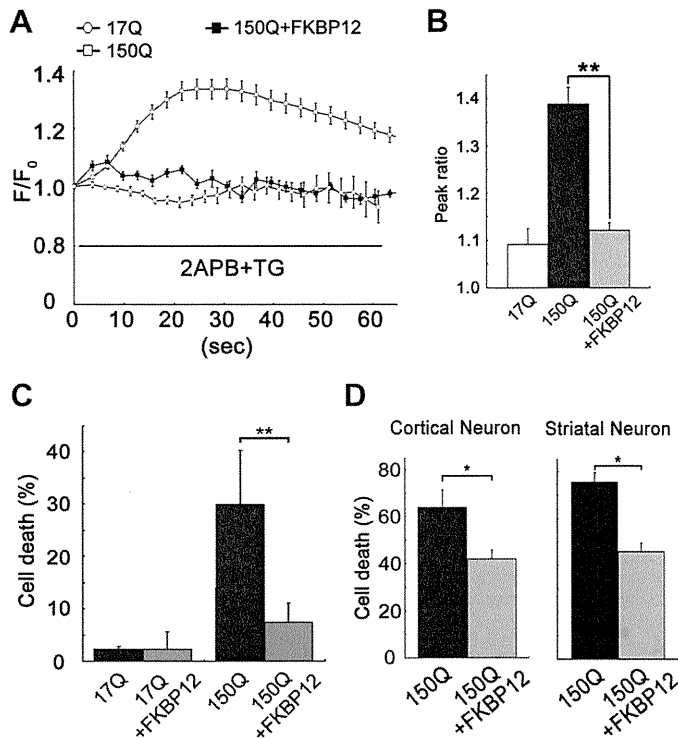 A
17Q
150Q
150Q+FKBP12
F/F0
1.4
1.2
1.0
0.8
0
2APB+TG
0 10 20 30 40 50 60
(sec)
B
**
Peak ratio
1.4
1.3
1.2
1.1
1.0
17Q
150Q
150Q
+FKBP12
C
**
Cell death (%)
40
30
20
10
0
17Q
17Q
+FKBP12
150Q
150Q
+FKBP12
D
Cortical Neuron
Striatal Neuron
*
*
Cell death (%)
80
60
40
20
0
150Q
150Q
+FKBP12
150Q
150Q
+FKBP12